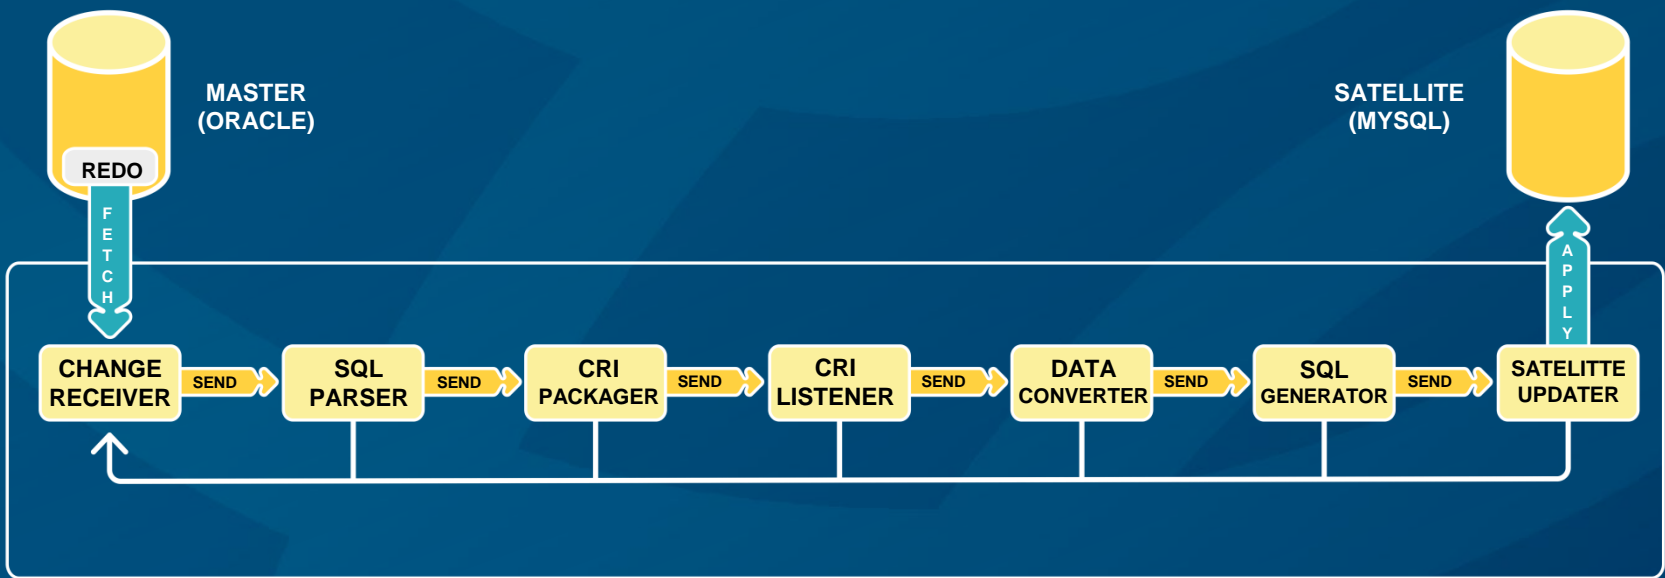 MASTER
(ORACLE)
SATELLITE
(MYSQL)
REDO
FETCH
APPLY
CHANGE
RECEIVER
SEND
SQL
PARSER
SEND
CRI
PACKAGER
SEND
CRI
LISTENER
SEND
DATA
CONVERTER
SEND
SQL
GENERATOR
SEND
SATELITTE
UPDATER